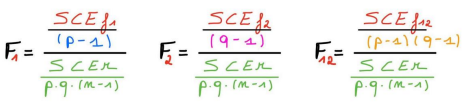 F1 = (SCEf1 / (p-1)) / (SCEr / p.q.(n-1))
F2 = (SCEf2 / (q-1)) / (SCEr / p.q.(n-1))
F12 = (SCEf12 / (p-1)(q-1)) / (SCEr / p.q.(n-1))